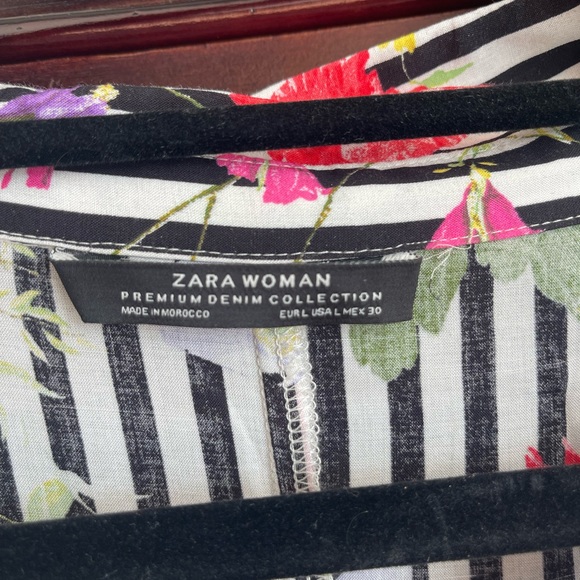 ZARA WOMAN
PREMIUM DENIM COLLECTION
MADE IN MOROCCO EUR L USA L MEX 30